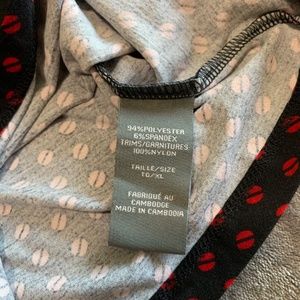 94% POLYESTER
6% SPANDEX
TRIMS/GARNITURES
100% NYLON
TAILLE/SIZE
TG/XL
FABRIQUÉ AU
CAMBODGE
MADE IN CAMBODIA